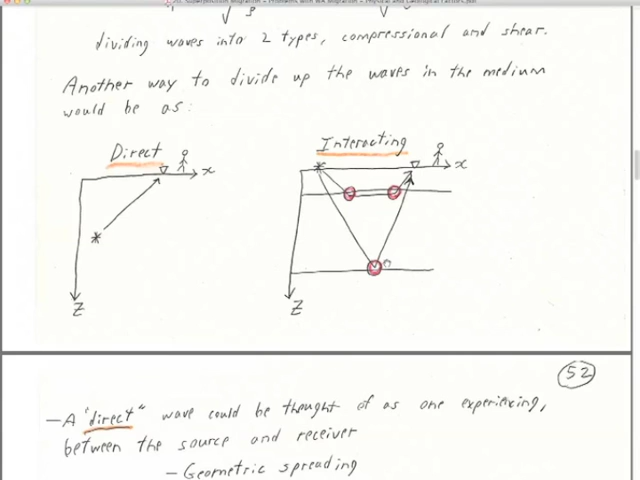 dividing waves into 2 types, compressional and shear.
Another way to divide up the waves in the medium
would be as:
Direct
Interacting
x
x
Z
Z
52
- A "direct" wave could be thought of as one experiencing,
between the source and receiver
- Geometric spreading